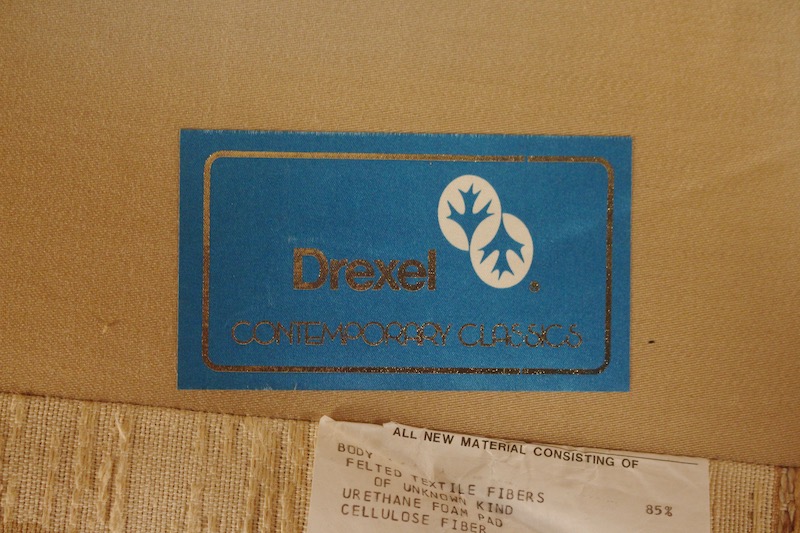 Drexel
CONTEMPORARY CLASSICS
ALL NEW MATERIAL CONSISTING OF
BODY
FELTED TEXTILE FIBERS
OF UNKNOWN KIND 85%
URETHANE FOAM PAD
CELLULOSE FIBER